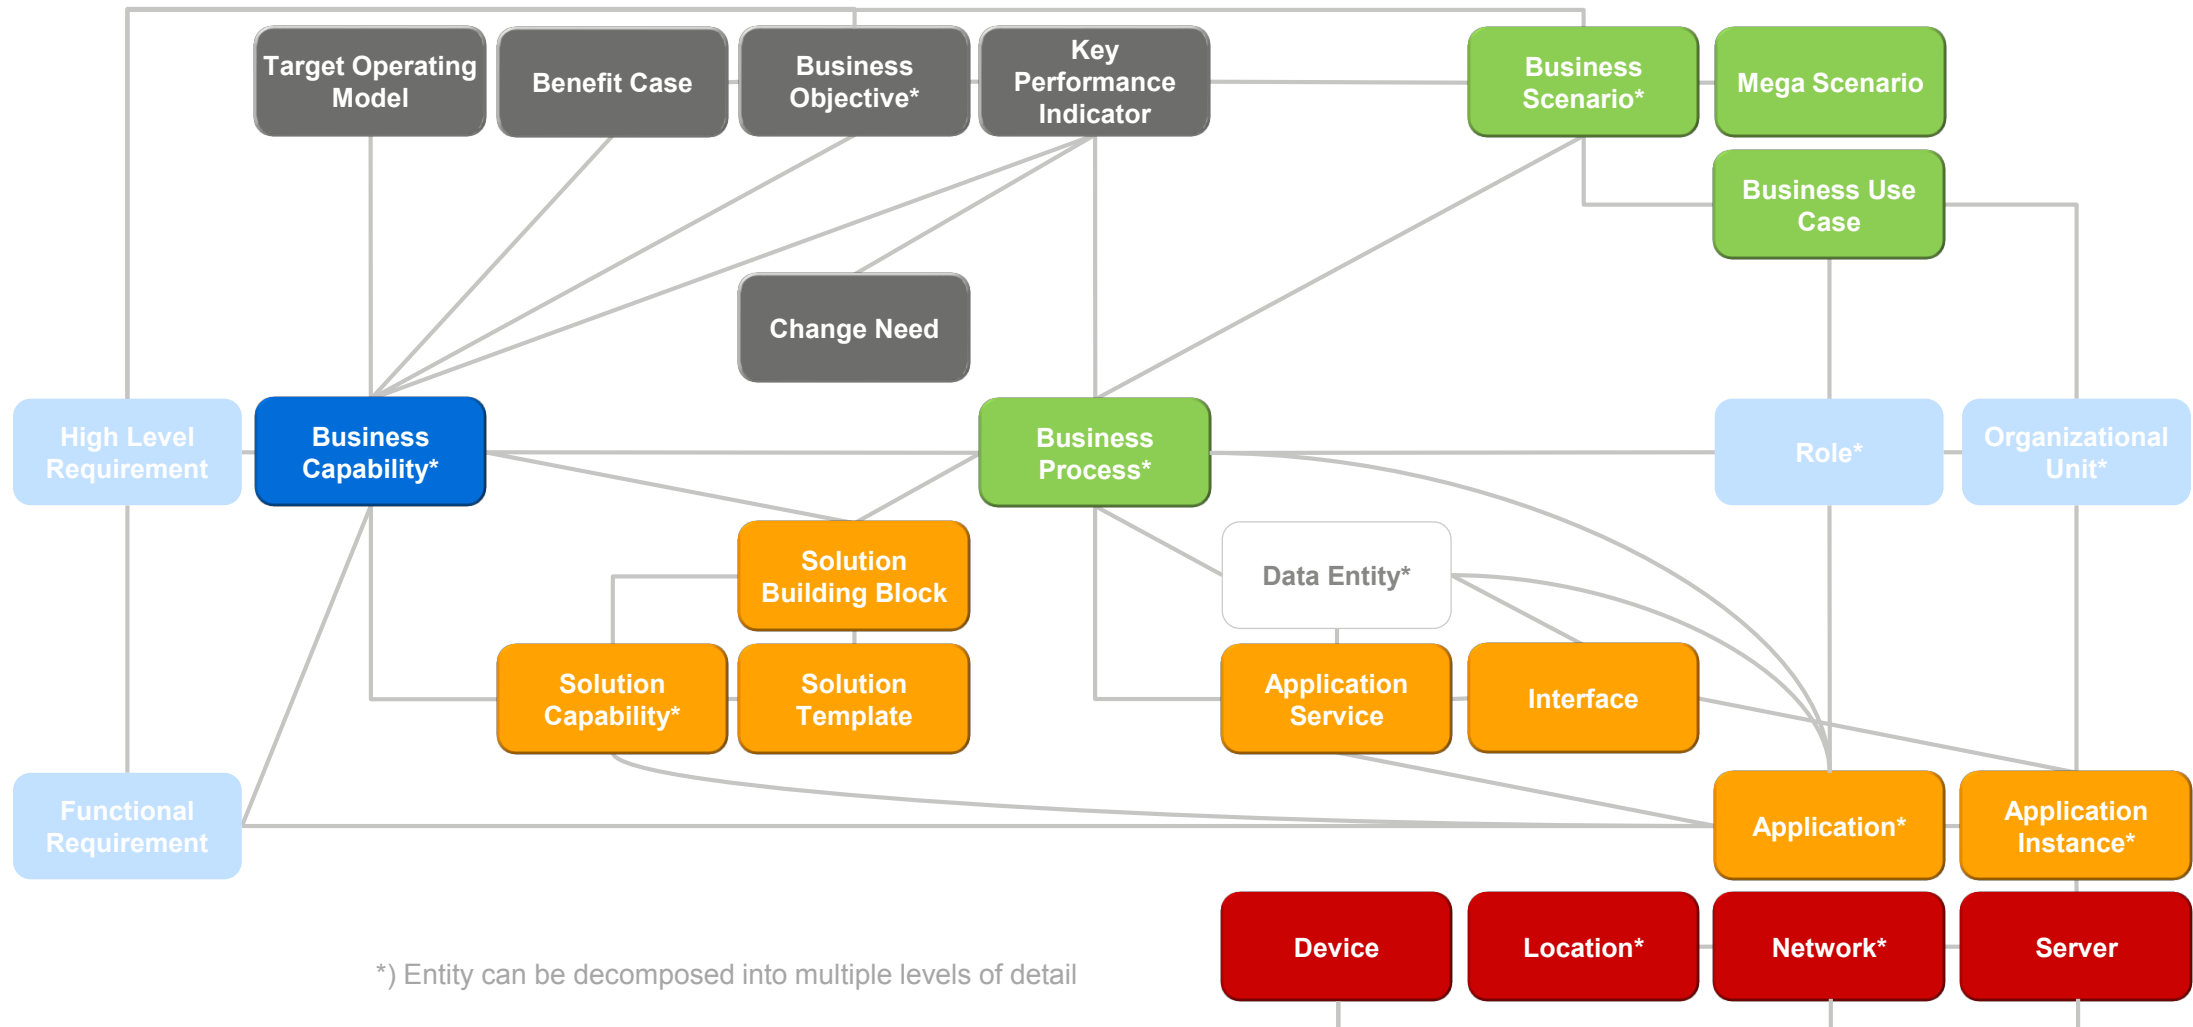 Target Operating
Model
Benefit Case
Business
Objective*
Key
Performance
Indicator
Business
Scenario*
Mega Scenario
Business Use
Case
Change Need
High Level
Requirement
Business
Capability*
Business
Process*
Role*
Organizational
Unit*
Solution
Building Block
Data Entity*
Solution
Capability*
Solution
Template
Application
Service
Interface
Functional
Requirement
Application*
Application
Instance*
Device
Location*
Network*
Server
*) Entity can be decomposed into multiple levels of detail